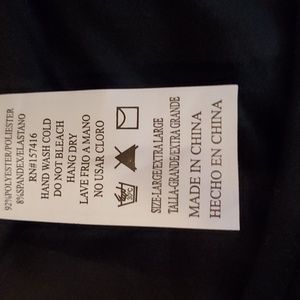 92%POLYESTER/POLIESTER
8%SPANDEX/ELASTANO
RN#157416
HAND WASH COLD
DO NOT BLEACH
HANG DRY
LAVE FRIO A MANO
NO USAR CLORO
SIZE-LARGE/EXTRA LARGE
TALLA-GRANDE/EXTRA GRANDE
MADE IN CHINA
HECHO EN CHINA